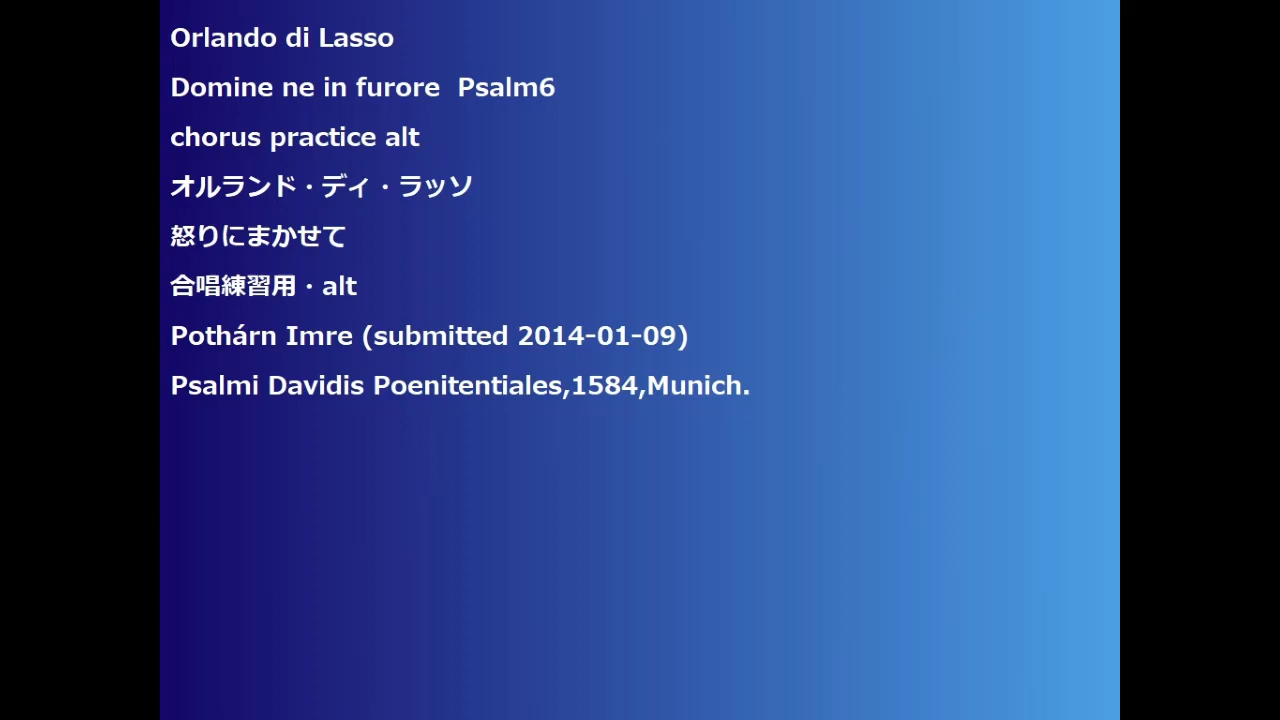 Orlando di Lasso
Domine ne in furore  Psalm6
chorus practice alt
オルランド・ディ・ラッソ
怒りにまかせて
合唱練習用・alt
Pothárn Imre (submitted 2014-01-09)
Psalmi Davidis Poenitentiales,1584,Munich.